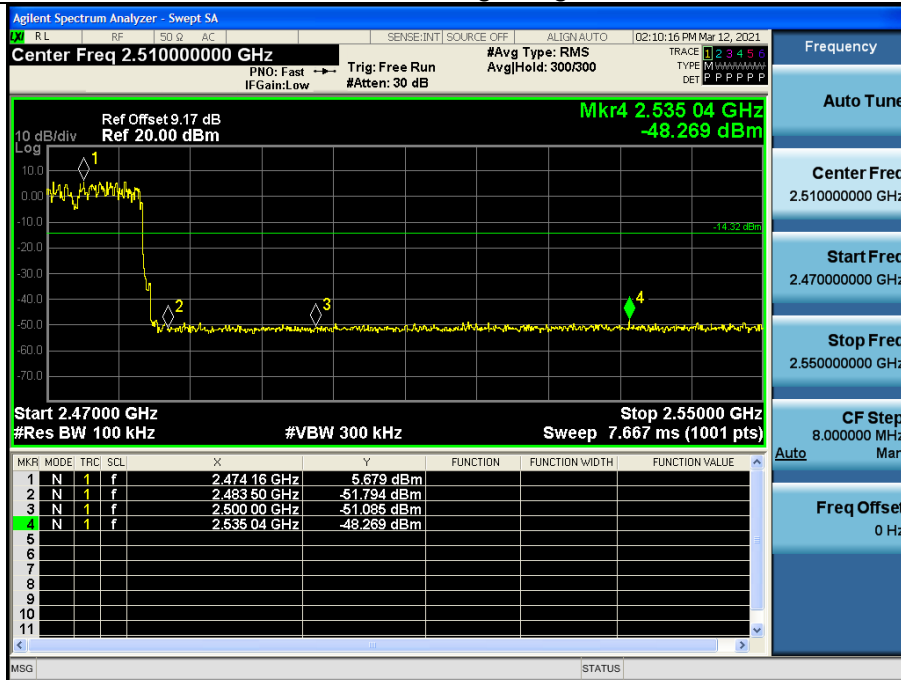 Agilent Spectrum Analyzer - Swept SA
LXI RL RF 50 Ω AC SENSE:INT SOURCE OFF ALIGN AUTO 02:10:16 PM Mar 12, 2021
Center Freq 2.510000000 GHz
PNO: Fast
IFGain:Low
Trig: Free Run
#Atten: 30 dB
#Avg Type: RMS
Avg|Hold: 300/300
TRACE 1 2 3 4 5 6
TYPE M
DET P P P P P P
Frequency
Auto Tune
Center Freq
2.510000000 GHz
Start Freq
2.470000000 GHz
Stop Freq
2.550000000 GHz
CF Step
8.000000 MHz
Auto Man
Freq Offset
0 Hz
Mkr4 2.535 04 GHz
-48.269 dBm
Ref Offset 9.17 dB
10 dB/div Ref 20.00 dBm
Log
10.0
0.00
-10.0
-20.0
-30.0
-40.0
-50.0
-60.0
-70.0
1
2
3
4
-14.32 dBm
Start 2.47000 GHz Stop 2.55000 GHz
#Res BW 100 kHz #VBW 300 kHz Sweep 7.667 ms (1001 pts)
MKR MODE TRC SCL X Y FUNCTION FUNCTION WIDTH FUNCTION VALUE
1 N 1 f 2.474 16 GHz 5.679 dBm
2 N 1 f 2.483 50 GHz -51.794 dBm
3 N 1 f 2.500 00 GHz -51.085 dBm
4 N 1 f 2.535 04 GHz -48.269 dBm
5
6
7
8
9
10
11
MSG STATUS